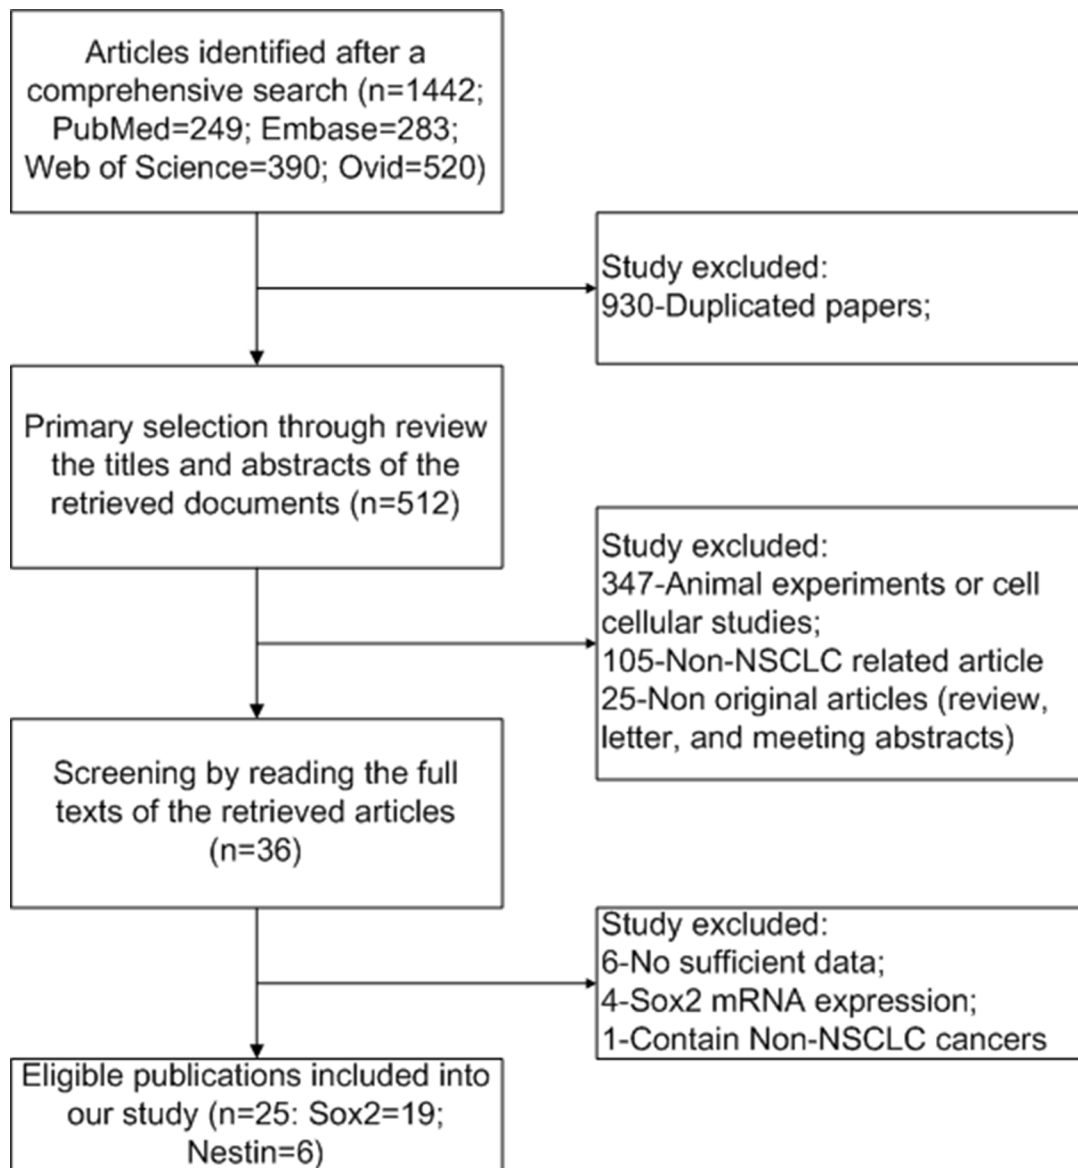 Articles identified after a
comprehensive search (n=1442;
PubMed=249; Embase=283;
Web of Science=390; Ovid=520)
Study excluded:
930-Duplicated papers;
Primary selection through review
the titles and abstracts of the
retrieved documents (n=512)
Study excluded:
347-Animal experiments or cell
cellular studies;
105-Non-NSCLC related article
25-Non original articles (review,
letter, and meeting abstracts)
Screening by reading the full
texts of the retrieved articles
(n=36)
Study excluded:
6-No sufficient data;
4-Sox2 mRNA expression;
1-Contain Non-NSCLC cancers
Eligible publications included into
our study (n=25: Sox2=19;
Nestin=6)